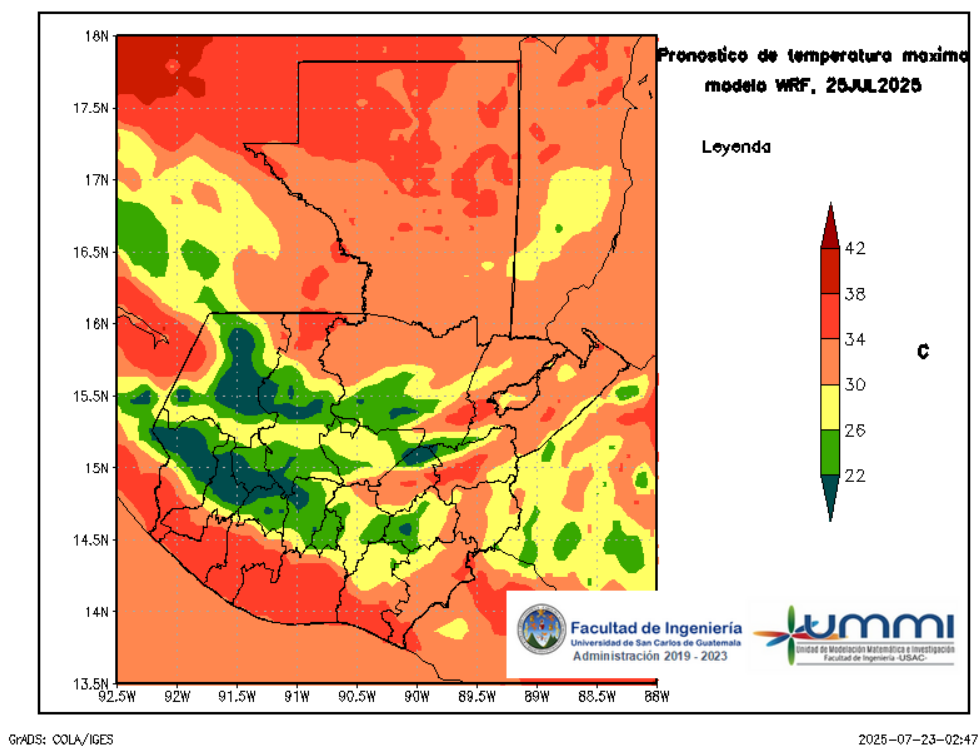 Pronostico de temperatura maxima
modelo WRF, 25JUL2025
Leyenda
42
38
34
30
26
22
C
18N
17.5N
17N
16.5N
16N
15.5N
15N
14.5N
14N
13.5N
92.5W 92W 91.5W 91W 90.5W 90W 89.5W 89W 88.5W 88W
Facultad de Ingeniería
Universidad de San Carlos de Guatemala
Administración 2019 - 2023
ummi
Unidad de Modelación Matemática e Investigación
Facultad de Ingeniería -USAC-
GrADS: COLA/IGES
2025-07-23-02:47